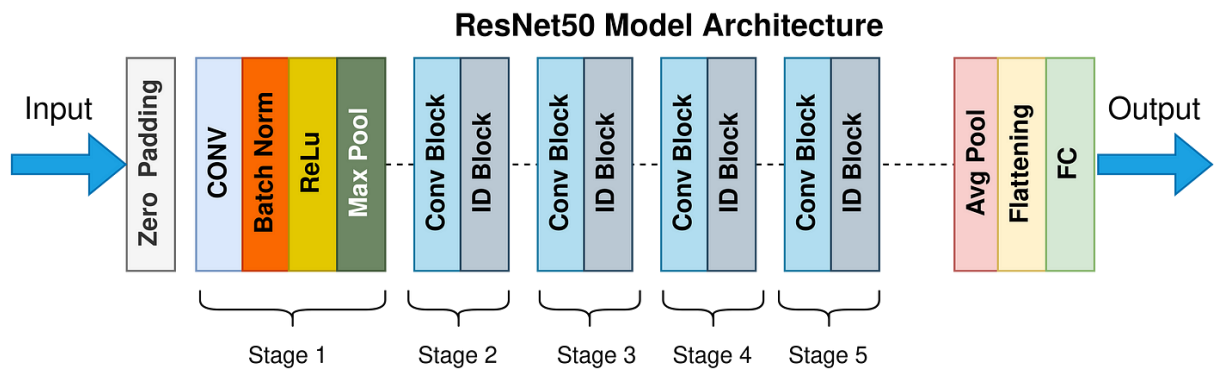 ResNet50 Model Architecture
Input
Zero Padding
CONV
Batch Norm
ReLu
Max Pool
Conv Block
ID Block
Conv Block
ID Block
Conv Block
ID Block
Conv Block
ID Block
Avg Pool
Flattening
FC
Output
Stage 1
Stage 2
Stage 3
Stage 4
Stage 5